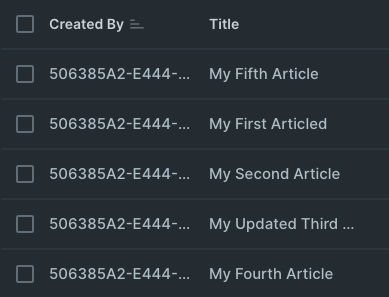 Created By Title
506385A2-E444-... My Fifth Article
506385A2-E444-... My First Articled
506385A2-E444-... My Second Article
506385A2-E444-... My Updated Third ...
506385A2-E444-... My Fourth Article